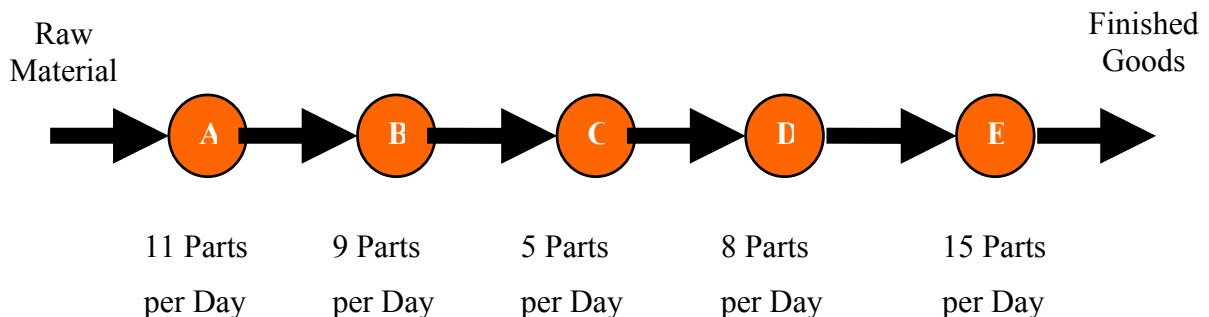 Raw
Material
Finished
Goods
A
B
C
D
E
11 Parts
per Day
9 Parts
per Day
5 Parts
per Day
8 Parts
per Day
15 Parts
per Day